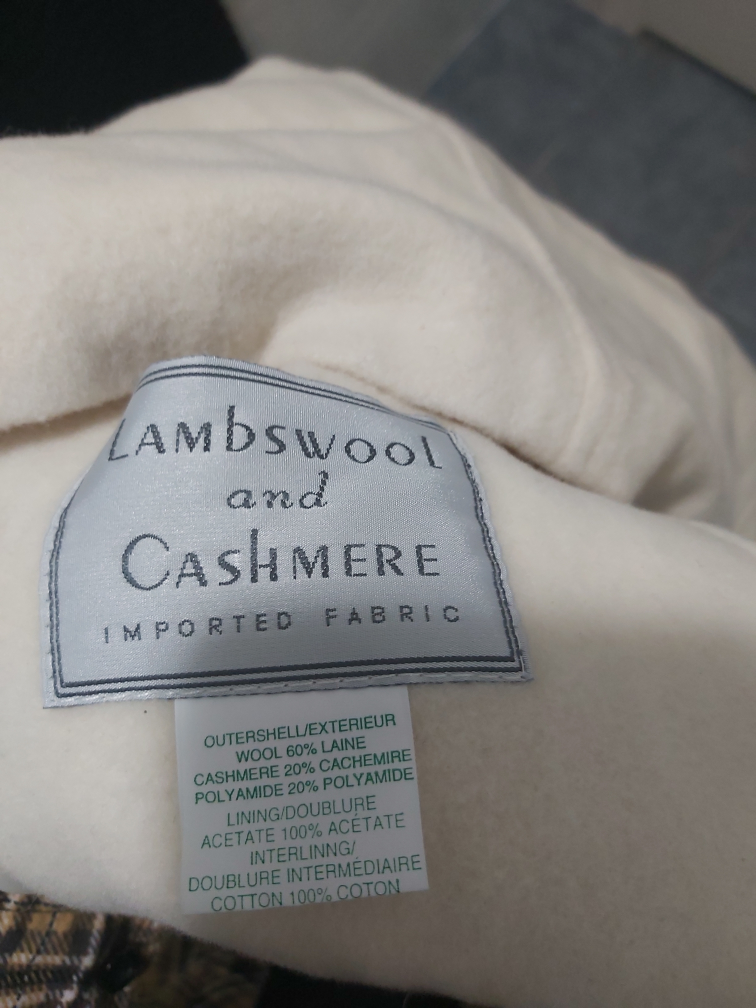 LAMBSWOOL
and
CASHMERE
IMPORTED FABRIC
OUTERSHELL/EXTERIEUR
WOOL 60% LAINE
CASHMERE 20% CACHEMIRE
POLYAMIDE 20% POLYAMIDE
LINING/DOUBLURE
ACETATE 100% ACÉTATE
INTERLINNG/
DOUBLURE INTERMÉDIAIRE
COTTON 100% COTON